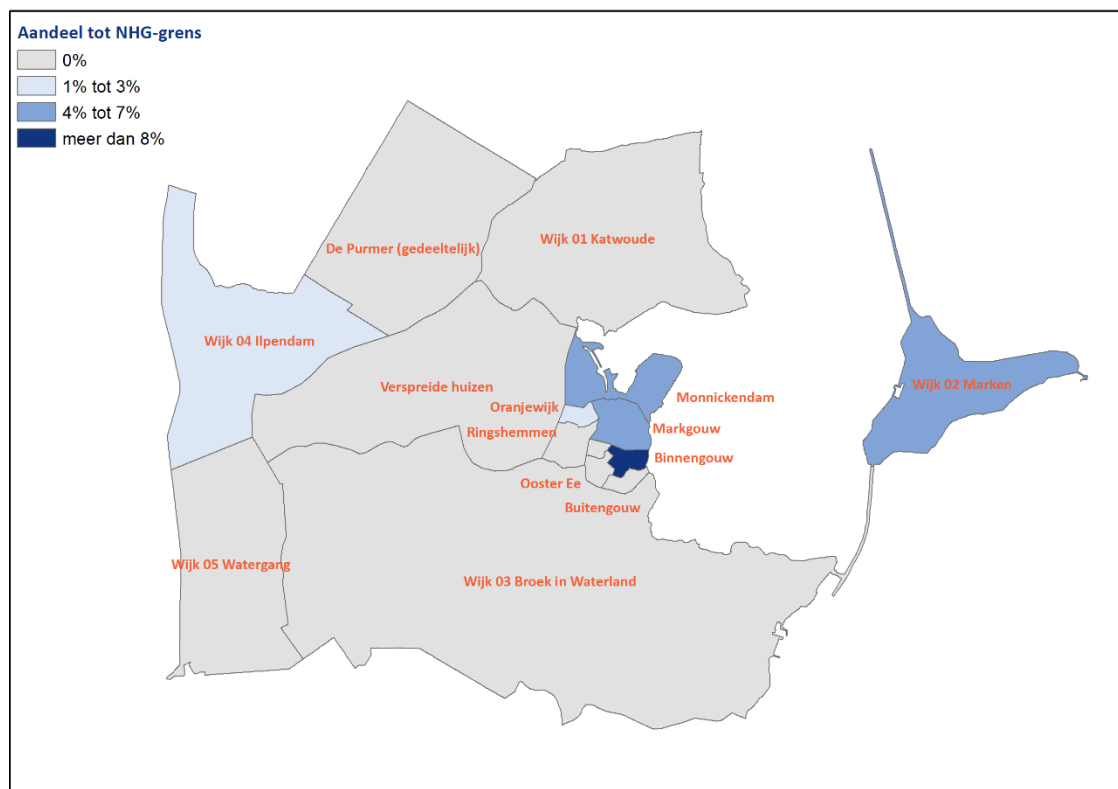 Aandeel tot NHG-grens
0%
1% tot 3%
4% tot 7%
meer dan 8%
Wijk 01 Katwoude
De Purmer (gedeeltelijk)
Wijk 04 Ilpendam
Wijk 02 Marken
Verspreide huizen
Monnickendam
Oranjewijk
Markgouw
Ringshemmen
Binnengouw
Ooster Ee
Buitengouw
Wijk 05 Watergang
Wijk 03 Broek in Waterland